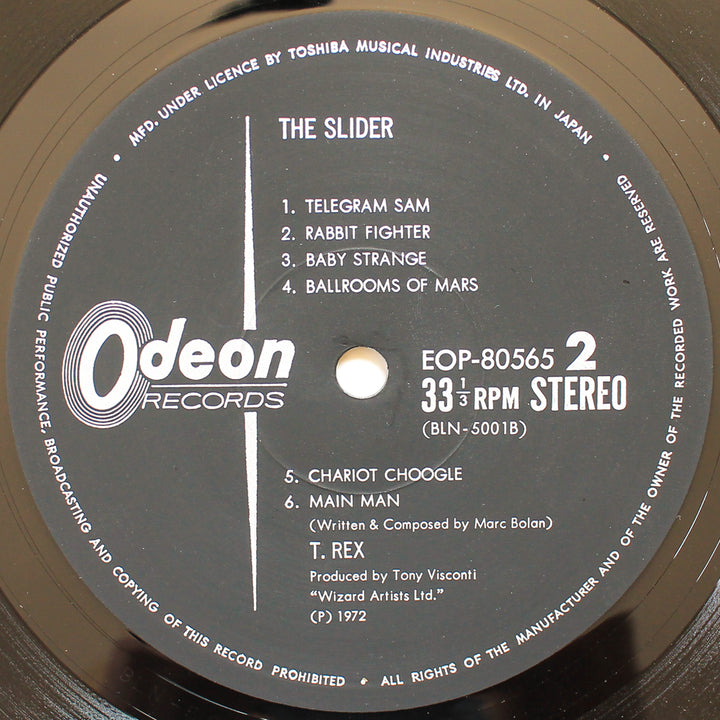 MFD. UNDER LICENCE BY TOSHIBA MUSICAL INDUSTRIES LTD. IN JAPAN •
THE SLIDER
1. TELEGRAM SAM
2. RABBIT FIGHTER
3. BABY STRANGE
4. BALLROOMS OF MARS
Odeon
RECORDS
EOP-80565 2
33 1/3 RPM STEREO
(BLN-5001B)
5. CHARIOT CHOOGLE
6. MAIN MAN
(Written & Composed by Marc Bolan)
T. REX
Produced by Tony Visconti
"Wizard Artists Ltd."
(P) 1972
• UNAUTHORIZED PUBLIC PERFORMANCE, BROADCASTING AND COPYING OF THIS RECORD PROHIBITED • ALL RIGHTS OF THE MANUFACTURER AND OF THE OWNER OF THE RECORDED WORK ARE RESERVED